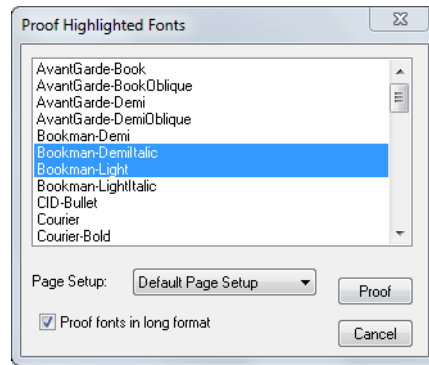 Proof Highlighted Fonts
AvantGarde-Book
AvantGarde-BookOblique
AvantGarde-Demi
AvantGarde-DemiOblique
Bookman-Demi
Bookman-DemiItalic
Bookman-Light
Bookman-LightItalic
CID-Bullet
Courier
Courier-Bold
Page Setup: Default Page Setup
Proof
Proof fonts in long format
Cancel